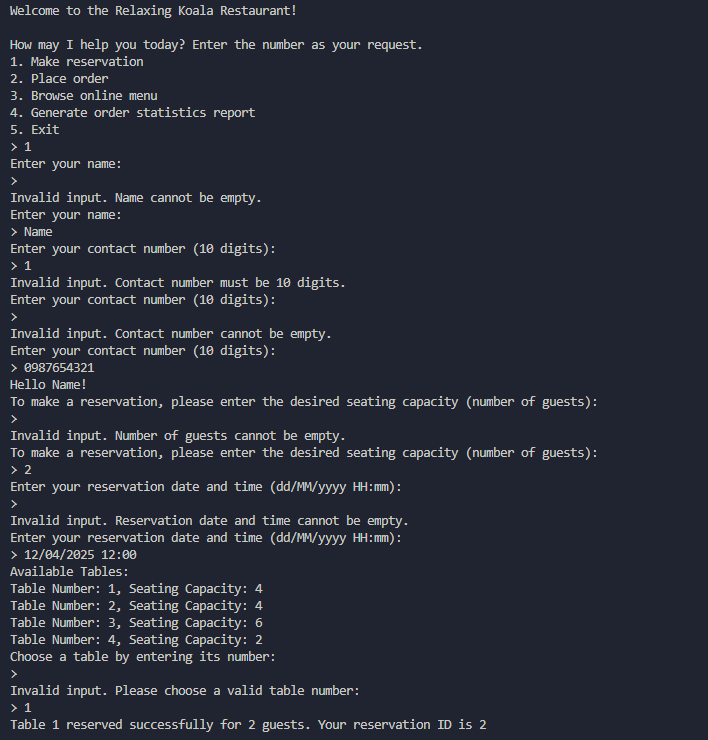 Welcome to the Relaxing Koala Restaurant!
How may I help you today? Enter the number as your request.
1. Make reservation
2. Place order
3. Browse online menu
4. Generate order statistics report
5. Exit
> 1
Enter your name:
>
Invalid input. Name cannot be empty.
Enter your name:
> Name
Enter your contact number (10 digits):
> 1
Invalid input. Contact number must be 10 digits.
Enter your contact number (10 digits):
>
Invalid input. Contact number cannot be empty.
Enter your contact number (10 digits):
> 0987654321
Hello Name!
To make a reservation, please enter the desired seating capacity (number of guests):
>
Invalid input. Number of guests cannot be empty.
To make a reservation, please enter the desired seating capacity (number of guests):
> 2
Enter your reservation date and time (dd/MM/yyyy HH:mm):
>
Invalid input. Reservation date and time cannot be empty.
Enter your reservation date and time (dd/MM/yyyy HH:mm):
> 12/04/2025 12:00
Available Tables:
Table Number: 1, Seating Capacity: 4
Table Number: 2, Seating Capacity: 4
Table Number: 3, Seating Capacity: 6
Table Number: 4, Seating Capacity: 2
Choose a table by entering its number:
>
Invalid input. Please choose a valid table number:
> 1
Table 1 reserved successfully for 2 guests. Your reservation ID is 2